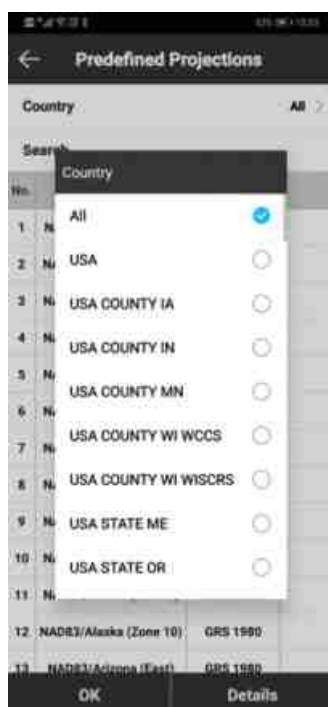 Predefined Projections
Country All
Search
No.
Country
All
USA
USA COUNTY IA
USA COUNTY IN
USA COUNTY MN
USA COUNTY WI WCCS
USA COUNTY WI WISCRS
USA STATE ME
USA STATE OR
1 N
2 N
3 N
4 N
5 N
6 N
7 N
8 N
9 N
10 N
11 N
12 NAD83/Alaska (Zone 10) GRS 1980
13 NAD83/Arizona (East) GRS 1980
OK Details